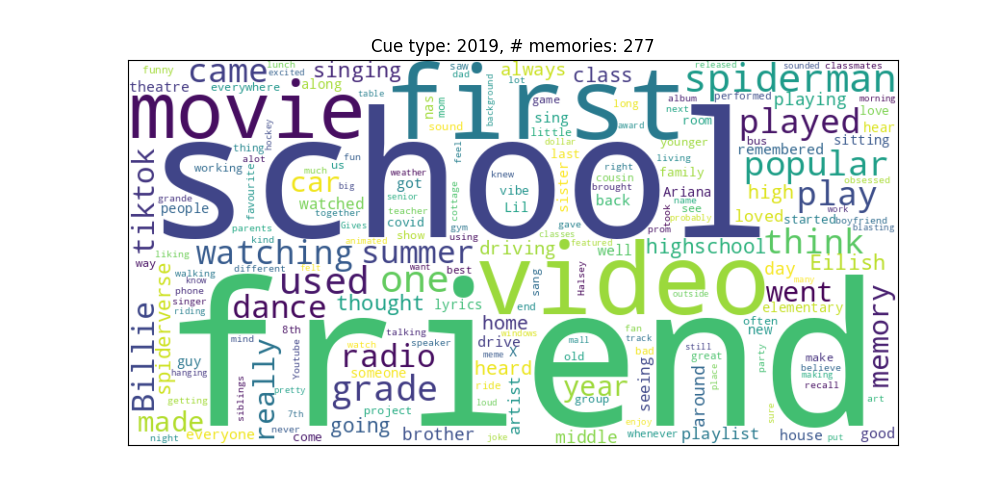 Cue type: 2019, # memories: 277
funny came lunch excited singing saw dad background always lot class released sounded classmates
theatre everywhere along table has mom game long album performed spiderman morning
movie first next playing love
hockey sound sing little dollar award room played hear
school
thing alot fun feel last younger bus remembered sitting
tiktok working us weather knew right living popular
grande favourite much car big got vibe sister cousin family obsessed
people watched senior Lil brought back Ariana high play
together teacher covid cottage name loved started work boyfriend
parents Gives show gym gave took prom probably blasting
kind animated using classes featured
liking watching summer driving well highschool think
way different felt want best sang Halsey day many Eilish
walking know used one video went
phone singer riding dance thought lyrics end outside elementary memory
Billie spiderverse friend
mind 8th talking home windows fan track often new
guy Youtube watch speaker drive meme X mall old bad still great party make believe
hanging really radio someone heard seeing place making recall
siblings pretty grade ride year around art
getting 7th project loud artist group enjoy sure
made never going joke
night everyone come brother middle whenever playlist house put good